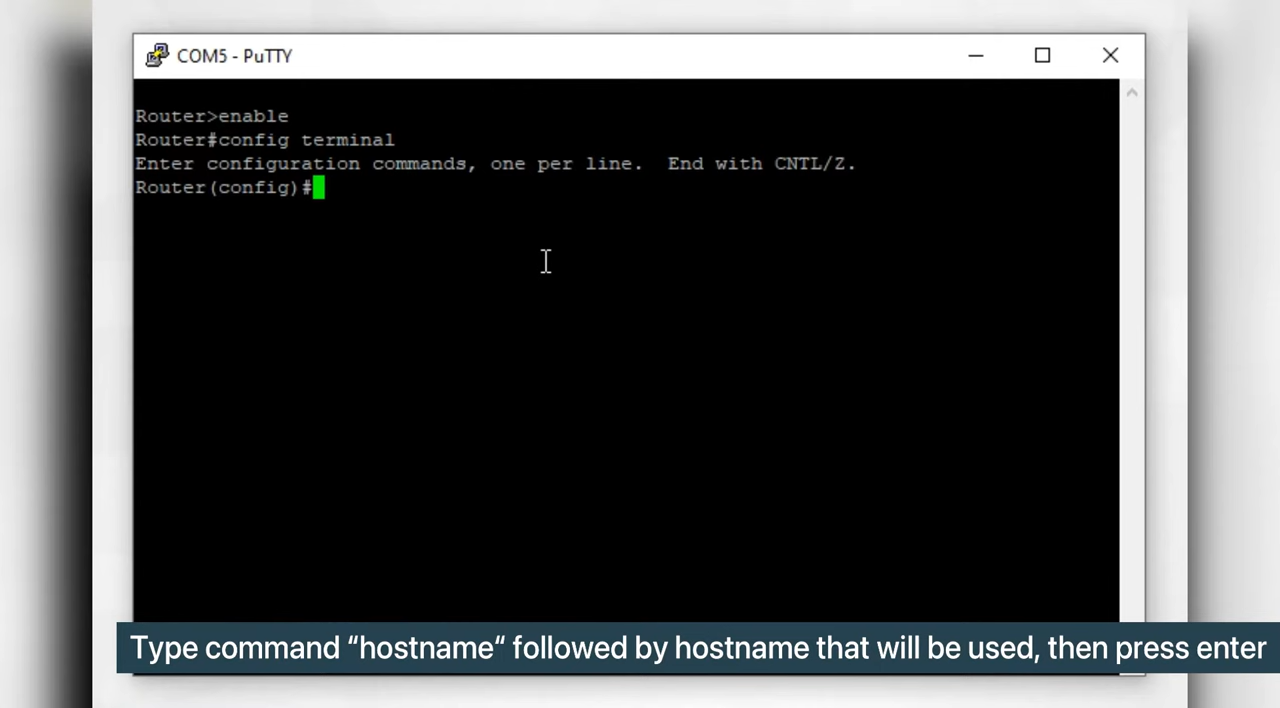 COM5 - PuTTY
Router>enable
Router#config terminal
Enter configuration commands, one per line.  End with CNTL/Z.
Router(config)#
Type command “hostname“ followed by hostname that will be used, then press enter